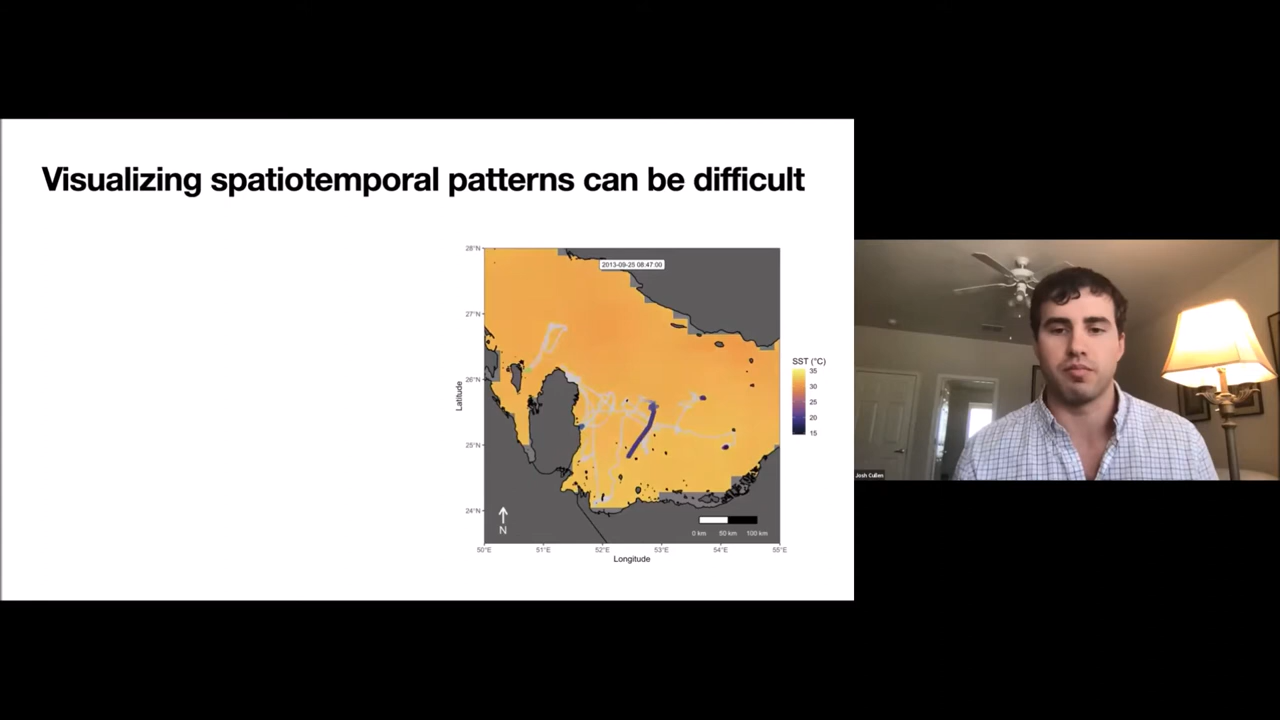 Visualizing spatiotemporal patterns can be difficult
2013-09-25 08:47:00
28°N
27°N
26°N
25°N
24°N
Latitude
50°E
51°E
52°E
53°E
54°E
55°E
Longitude
N
0 km
50 km
100 km
SST (°C)
35
30
25
20
15
Josh Cullen